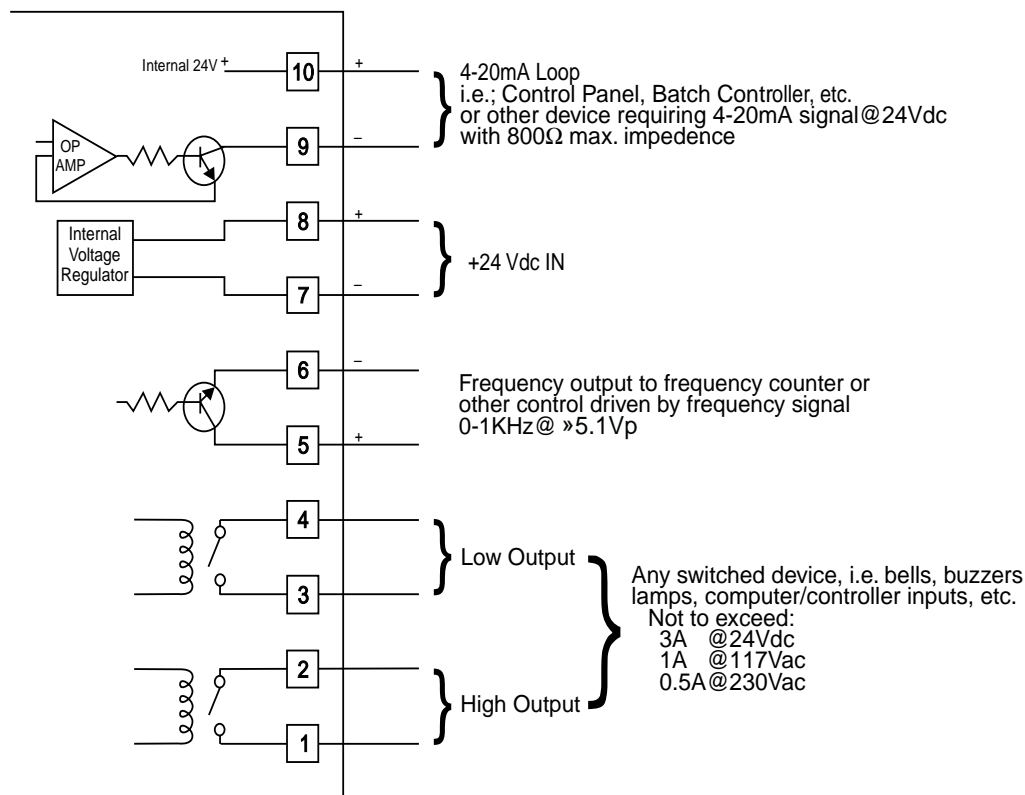 Internal 24V +
10
+
4-20mA Loop
i.e.; Control Panel, Batch Controller, etc.
or other device requiring 4-20mA signal@24Vdc
with 800Ω max. impedence
OP
AMP
9
–
8
+
Internal
Voltage
Regulator
+24 Vdc IN
7
–
6
–
Frequency output to frequency counter or
other control driven by frequency signal
0-1KHz@ »5.1Vp
5
+
4
Low Output
3
Any switched device, i.e. bells, buzzers
lamps, computer/controller inputs, etc.
Not to exceed:
3A @24Vdc
1A @117Vac
0.5A@230Vac
2
High Output
1